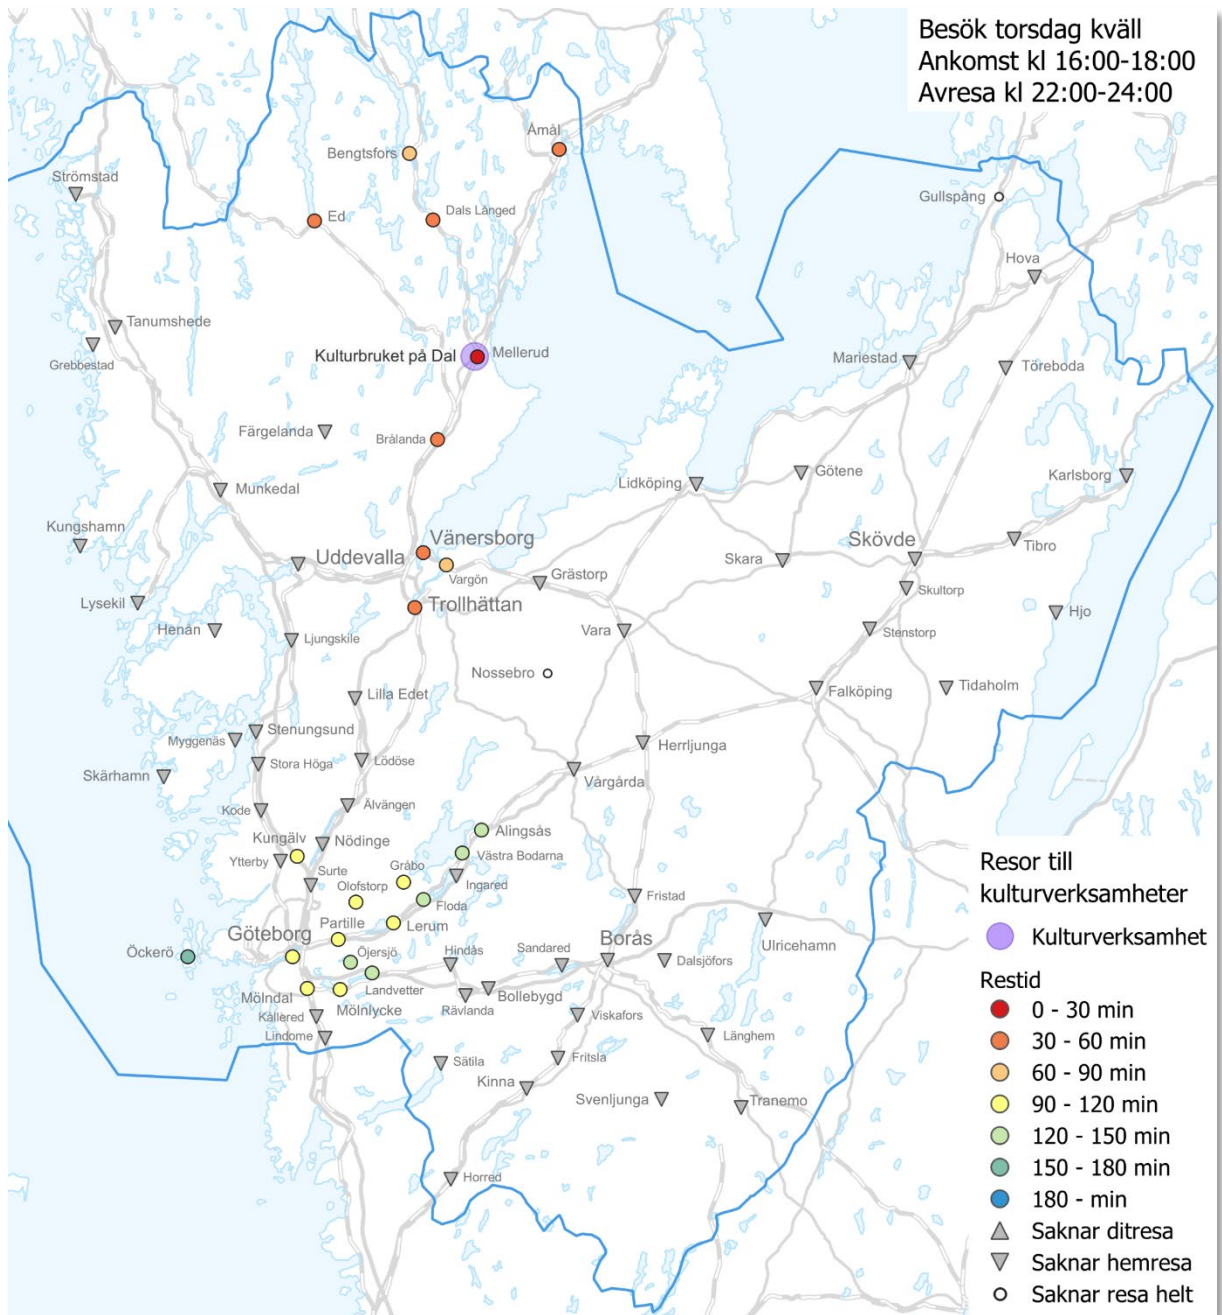 Besök torsdag kväll
Ankomst kl 16:00-18:00
Avresa kl 22:00-24:00
Åmål
Bengtsfors
Strömstad
Gullspång
Ed
Dals Långed
Hova
Tanumshede
Kulturbruket på Dal
Mellerud
Grebbestad
Mariestad
Töreboda
Färgelanda
Brålanda
Götene
Karlsborg
Lidköping
Munkedal
Kungshamn
Vänersborg
Skövde
Tibro
Uddevalla
Skara
Vargön
Grästorp
Skultorp
Lysekil
Trollhättan
Hjo
Henån
Ljungskile
Vara
Stenstorp
Nossebro
Lilla Edet
Falköping
Tidaholm
Stenungsund
Myggenäs
Herrljunga
Stora Höga
Lödöse
Skärhamn
Vårgårda
Kode
Älvängen
Alingsås
Kungälv
Nödinge
Ytterby
Västra Bodarna
Gråbo
Surte
Ingared
Olofstorp
Floda
Fristad
Partille
Lerum
Göteborg
Öckerö
Öjersjö
Hindås
Sandared
Borås
Ulricehamn
Dalsjöfors
Mölndal
Landvetter
Bollebygd
Mölnlycke
Rävlanda
Kållered
Viskafors
Lindome
Länghem
Sätila
Fritsla
Kinna
Svenljunga
Tranemo
Horred
Resor till
kulturverksamheter
Kulturverksamhet
Restid
0 - 30 min
30 - 60 min
60 - 90 min
90 - 120 min
120 - 150 min
150 - 180 min
180 - min
Saknar ditresa
Saknar hemresa
Saknar resa helt